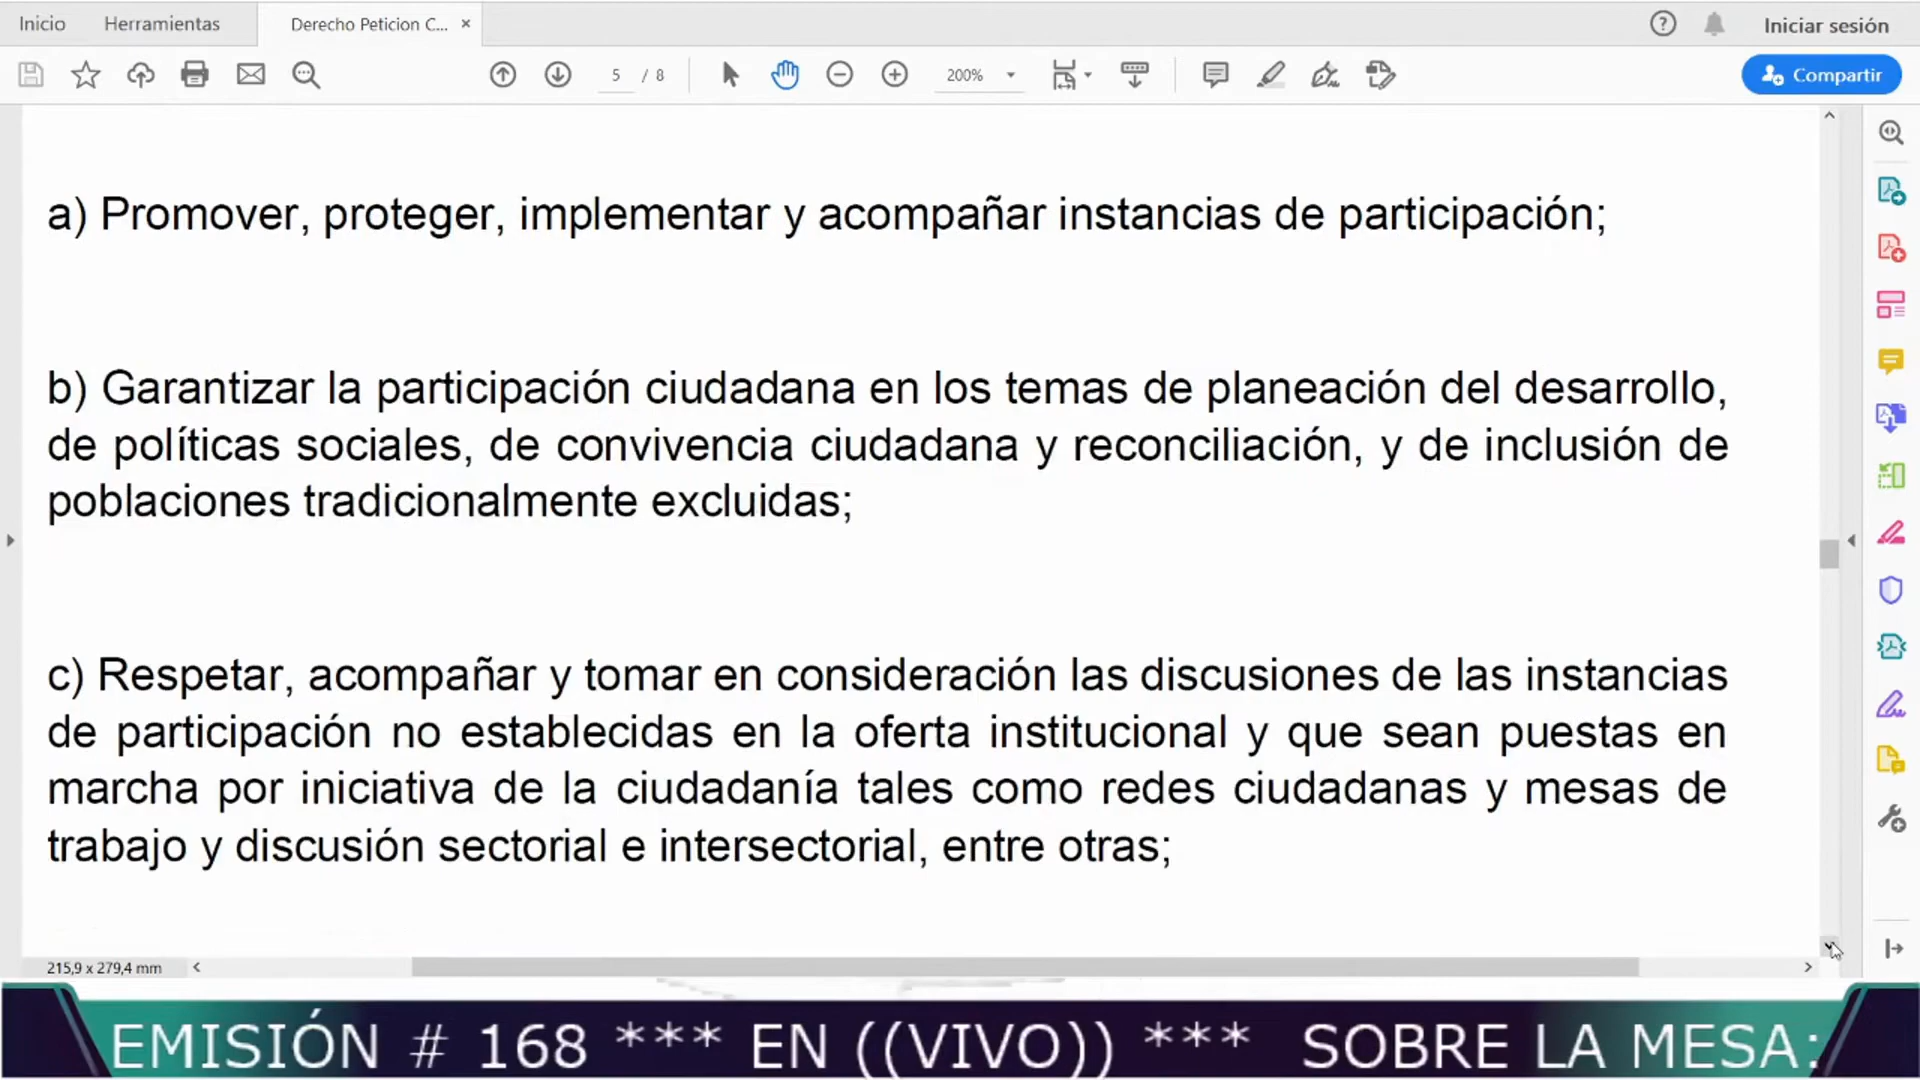 Inicio Herramientas Derecho Peticion C... × ? Iniciar sesión
5 / 8 200% Compartir
a) Promover, proteger, implementar y acompañar instancias de participación;
b) Garantizar la participación ciudadana en los temas de planeación del desarrollo,
de políticas sociales, de convivencia ciudadana y reconciliación, y de inclusión de
poblaciones tradicionalmente excluidas;
c) Respetar, acompañar y tomar en consideración las discusiones de las instancias
de participación no establecidas en la oferta institucional y que sean puestas en
marcha por iniciativa de la ciudadanía tales como redes ciudadanas y mesas de
trabajo y discusión sectorial e intersectorial, entre otras;
215,9 x 279,4 mm
EMISIÓN # 168 *** EN ((VIVO)) *** SOBRE LA MESA: